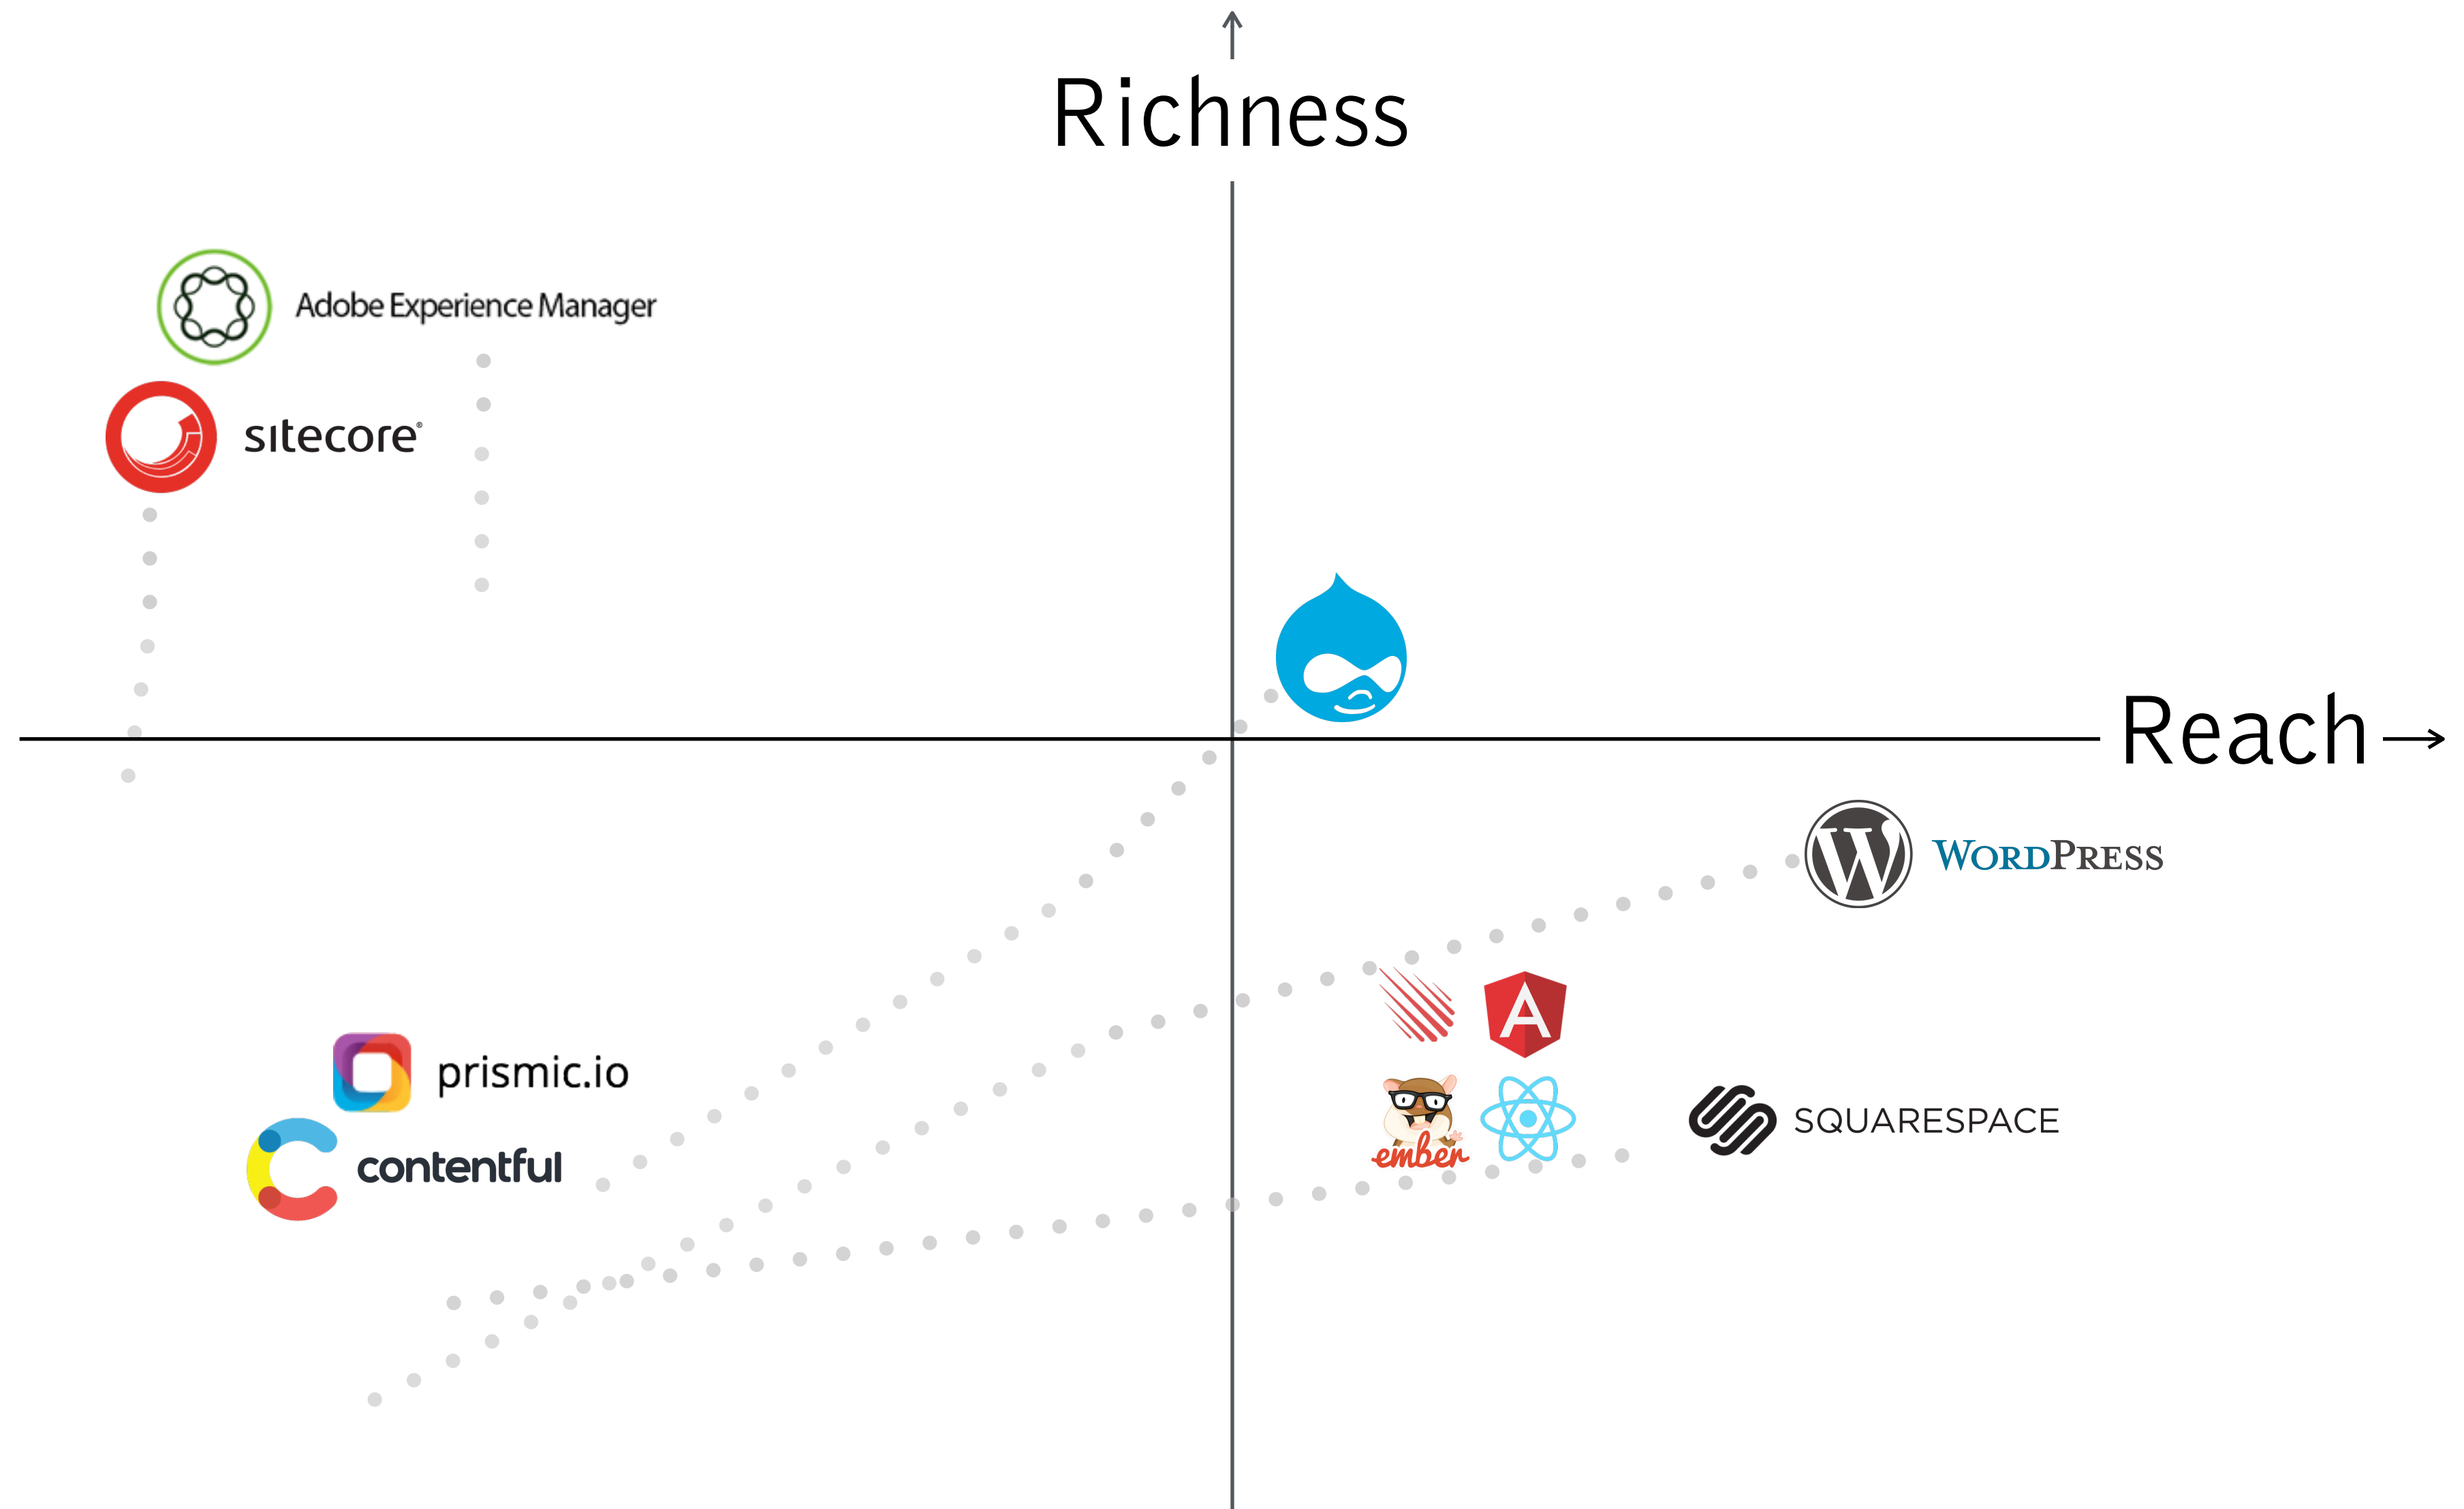 Richness
Adobe Experience Manager
sitecore®
Reach
WORDPRESS
prismic.io
contentful
ember
SQUARESPACE